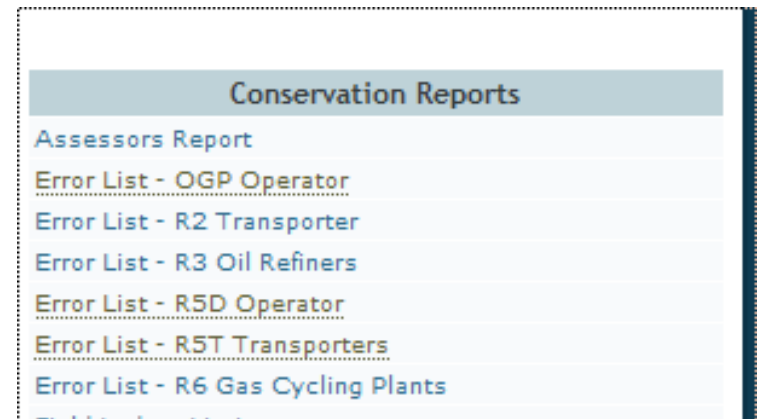 Conservation Reports
Assessors Report
Error List - OGP Operator
Error List - R2 Transporter
Error List - R3 Oil Refiners
Error List - R5D Operator
Error List - R5T Transporters
Error List - R6 Gas Cycling Plants